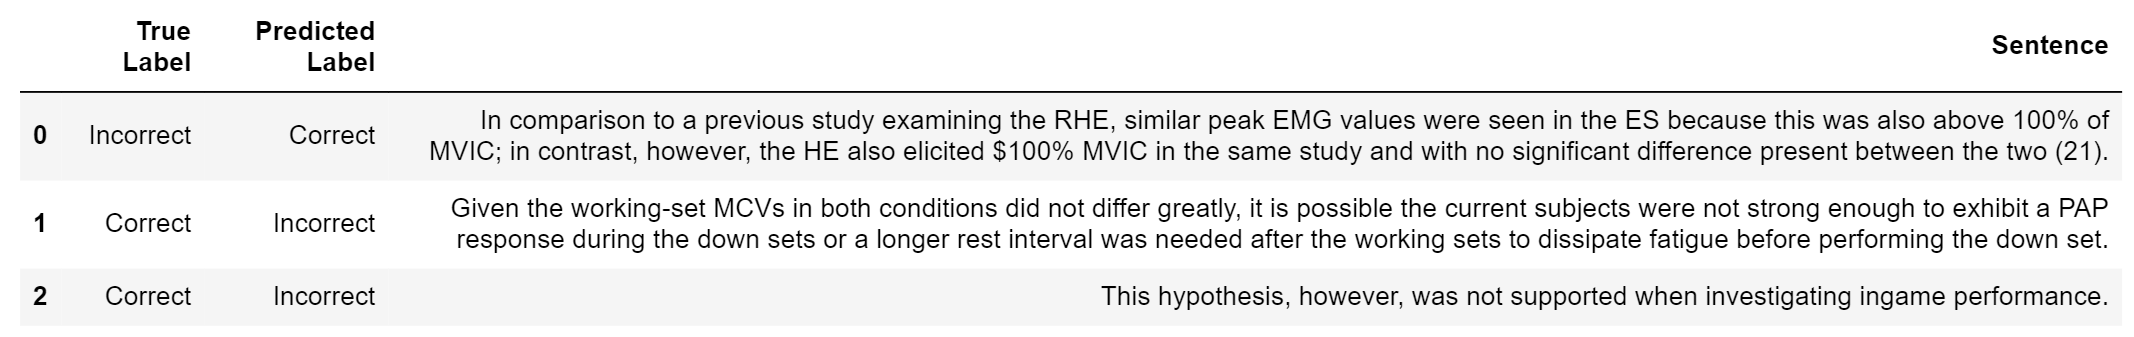 True Label Predicted Label Sentence
0 Incorrect Correct In comparison to a previous study examining the RHE, similar peak EMG values were seen in the ES because this was also above 100% of
MVIC; in contrast, however, the HE also elicited $100% MVIC in the same study and with no significant difference present between the two (21).
1 Correct Incorrect Given the working-set MCVs in both conditions did not differ greatly, it is possible the current subjects were not strong enough to exhibit a PAP
response during the down sets or a longer rest interval was needed after the working sets to dissipate fatigue before performing the down set.
2 Correct Incorrect This hypothesis, however, was not supported when investigating ingame performance.